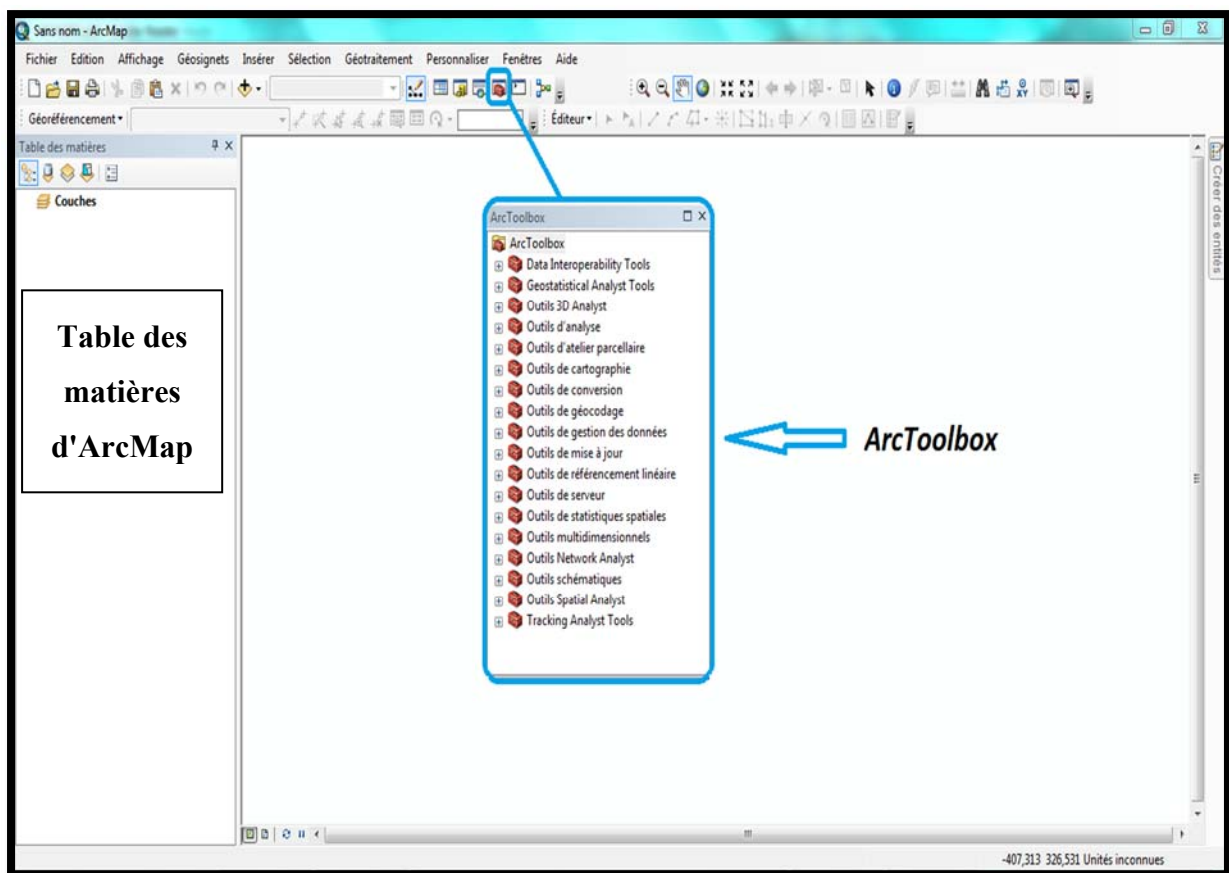 Sans nom - ArcMap
Fichier Edition Affichage Géosignets Insérer Sélection Géotraitement Personnaliser Fenêtres Aide
Géoréférencement
Éditeur
Table des matières
Couches
Table des
matières
d'ArcMap
ArcToolbox
ArcToolbox
Data Interoperability Tools
Geostatistical Analyst Tools
Outils 3D Analyst
Outils d'analyse
Outils d'atelier parcellaire
Outils de cartographie
Outils de conversion
Outils de géocodage
Outils de gestion des données
Outils de mise à jour
Outils de référencement linéaire
Outils de serveur
Outils de statistiques spatiales
Outils multidimensionnels
Outils Network Analyst
Outils schématiques
Outils Spatial Analyst
Tracking Analyst Tools
ArcToolbox
Créer des entités
-407,313 326,531 Unités inconnues